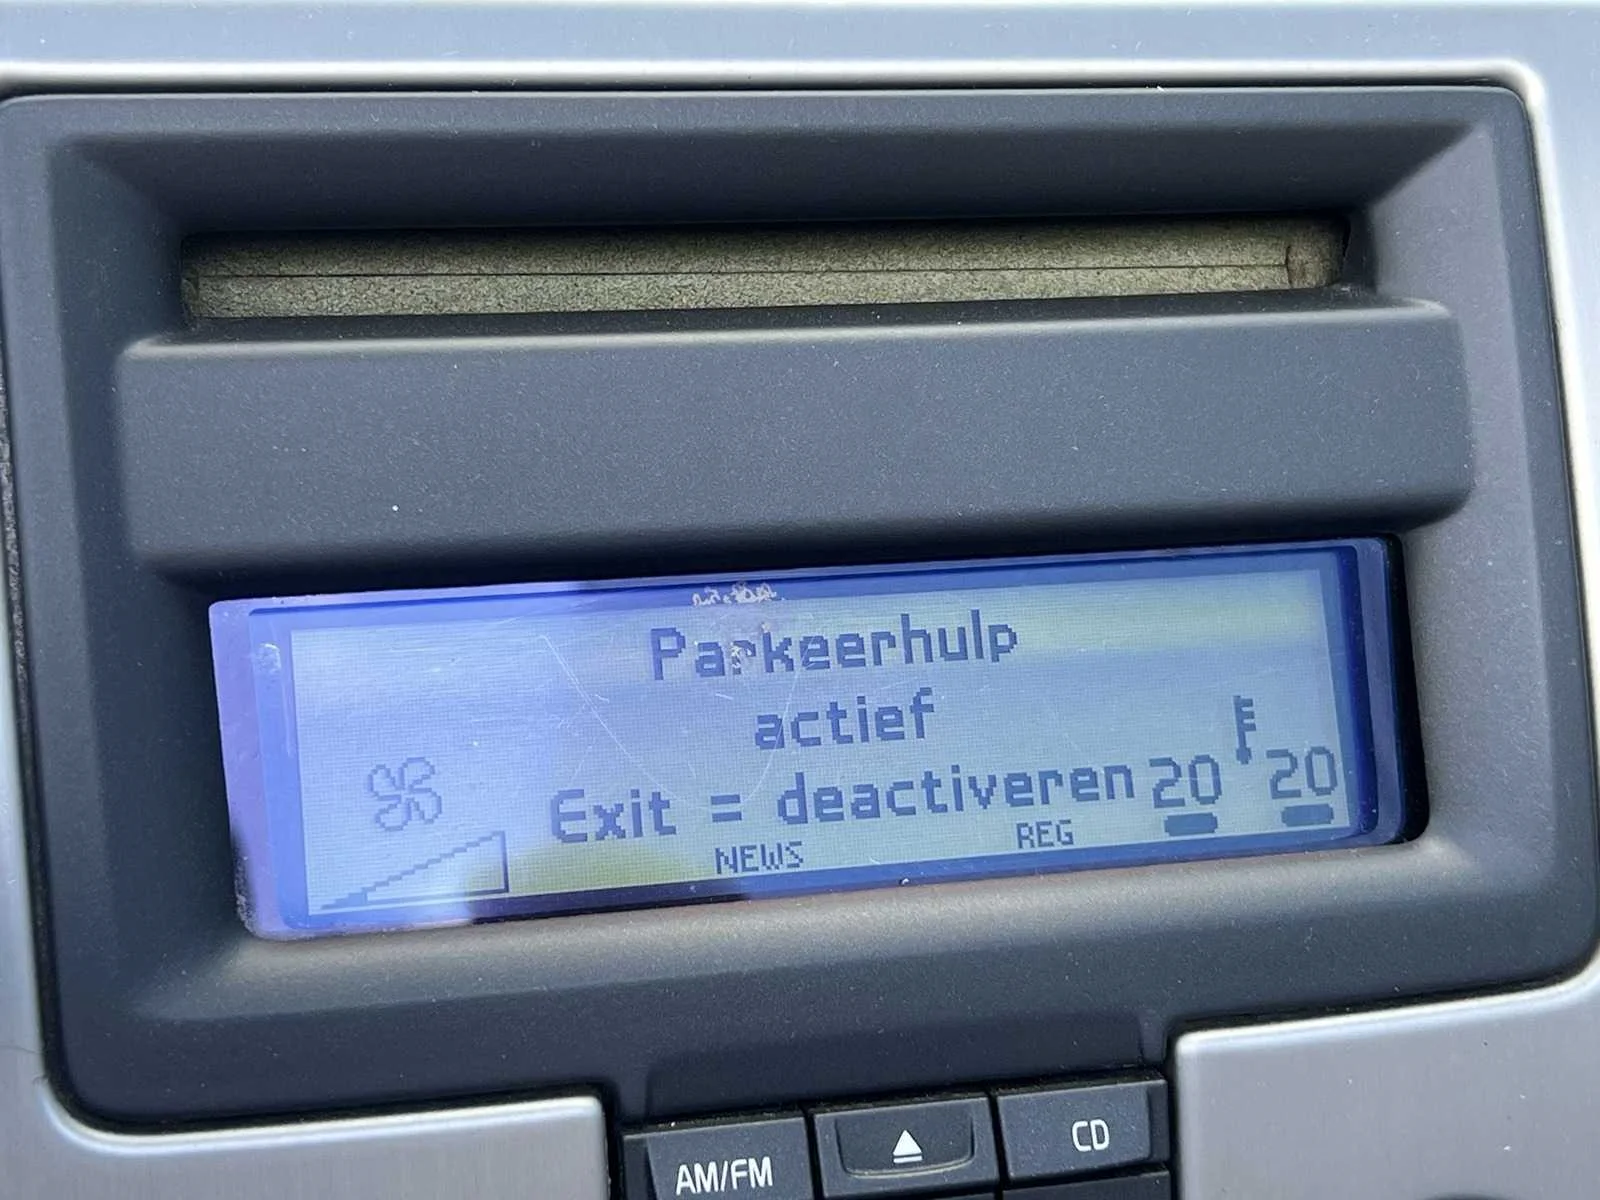 Parkeerhulp
actief
Exit = deactiveren 20 20
NEWS REG
AM/FM CD